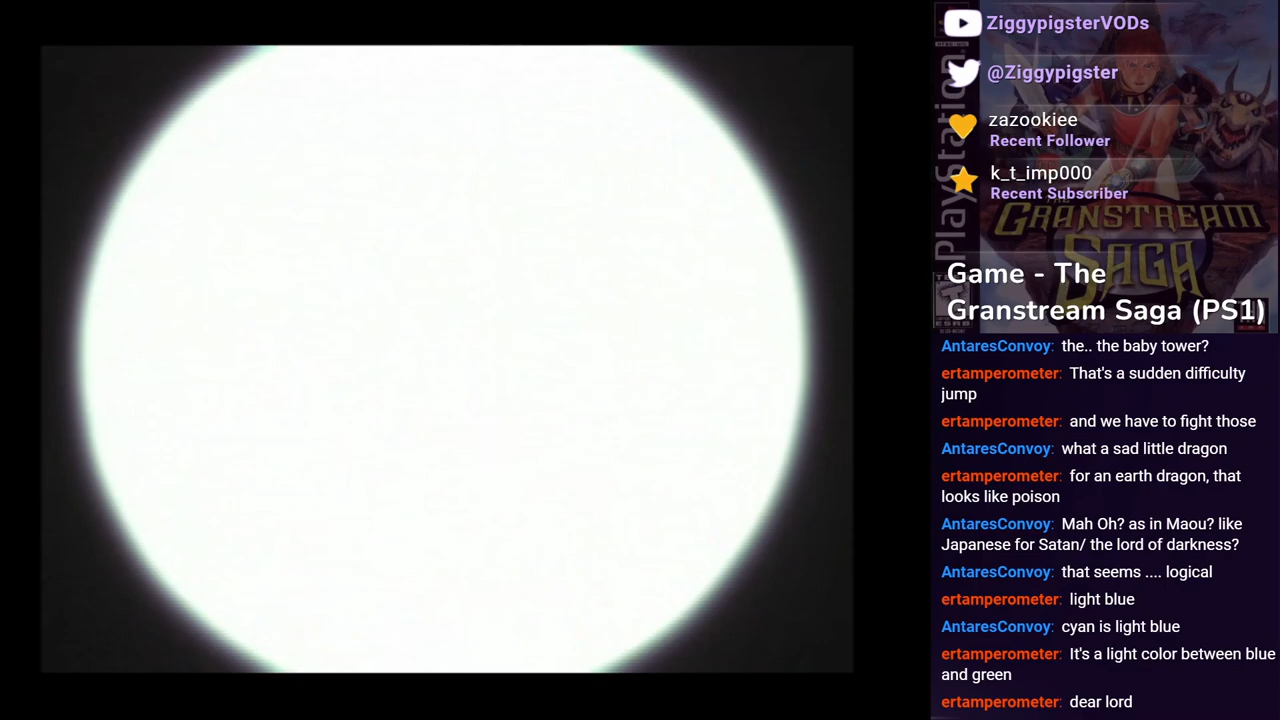 ZiggypigsterVODs
@Ziggypigster
zazookiee
Recent Follower
k_t_imp000
Recent Subscriber
PlayStation
THE
GRANSTREAM
SAGA
Game - The
Granstream Saga (PS1)
AntaresConvoy: the.. the baby tower?
ertamperometer: That's a sudden difficulty
jump
ertamperometer: and we have to fight those
AntaresConvoy: what a sad little dragon
ertamperometer: for an earth dragon, that
looks like poison
AntaresConvoy: Mah Oh? as in Maou? like
Japanese for Satan/ the lord of darkness?
AntaresConvoy: that seems .... logical
ertamperometer: light blue
AntaresConvoy: cyan is light blue
ertamperometer: It's a light color between blue
and green
ertamperometer: dear lord